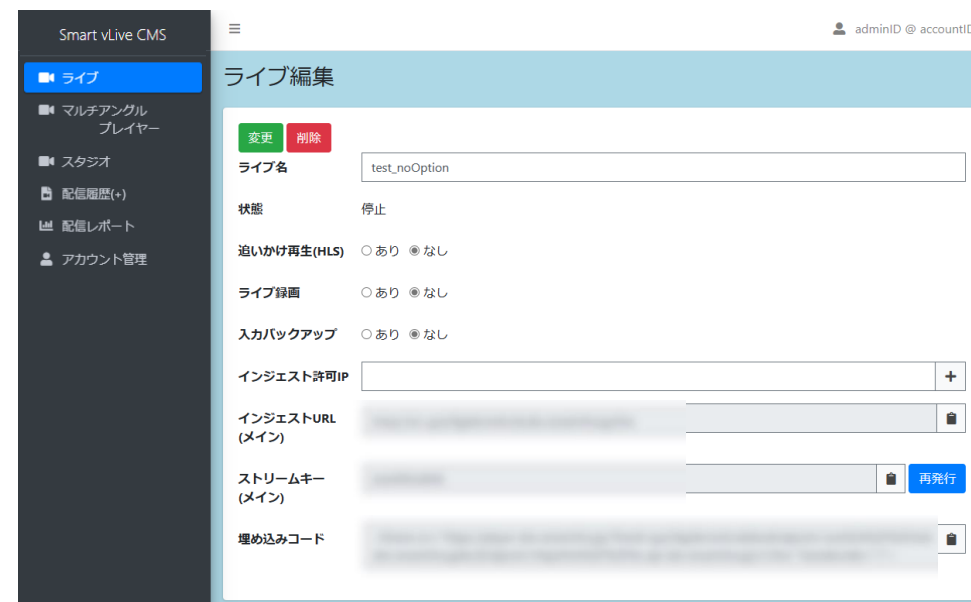 Smart vLive CMS
adminID @ accountID
ライブ
マルチアングル
プレイヤー
スタジオ
配信履歴(+)
配信レポート
アカウント管理
ライブ編集
変更 削除
ライブ名 test_noOption
状態 停止
追いかけ再生(HLS) あり なし
ライブ録画 あり なし
入力バックアップ あり なし
インジェスト許可IP
インジェストURL
(メイン)
ストリームキー
(メイン)
再発行
埋め込みコード